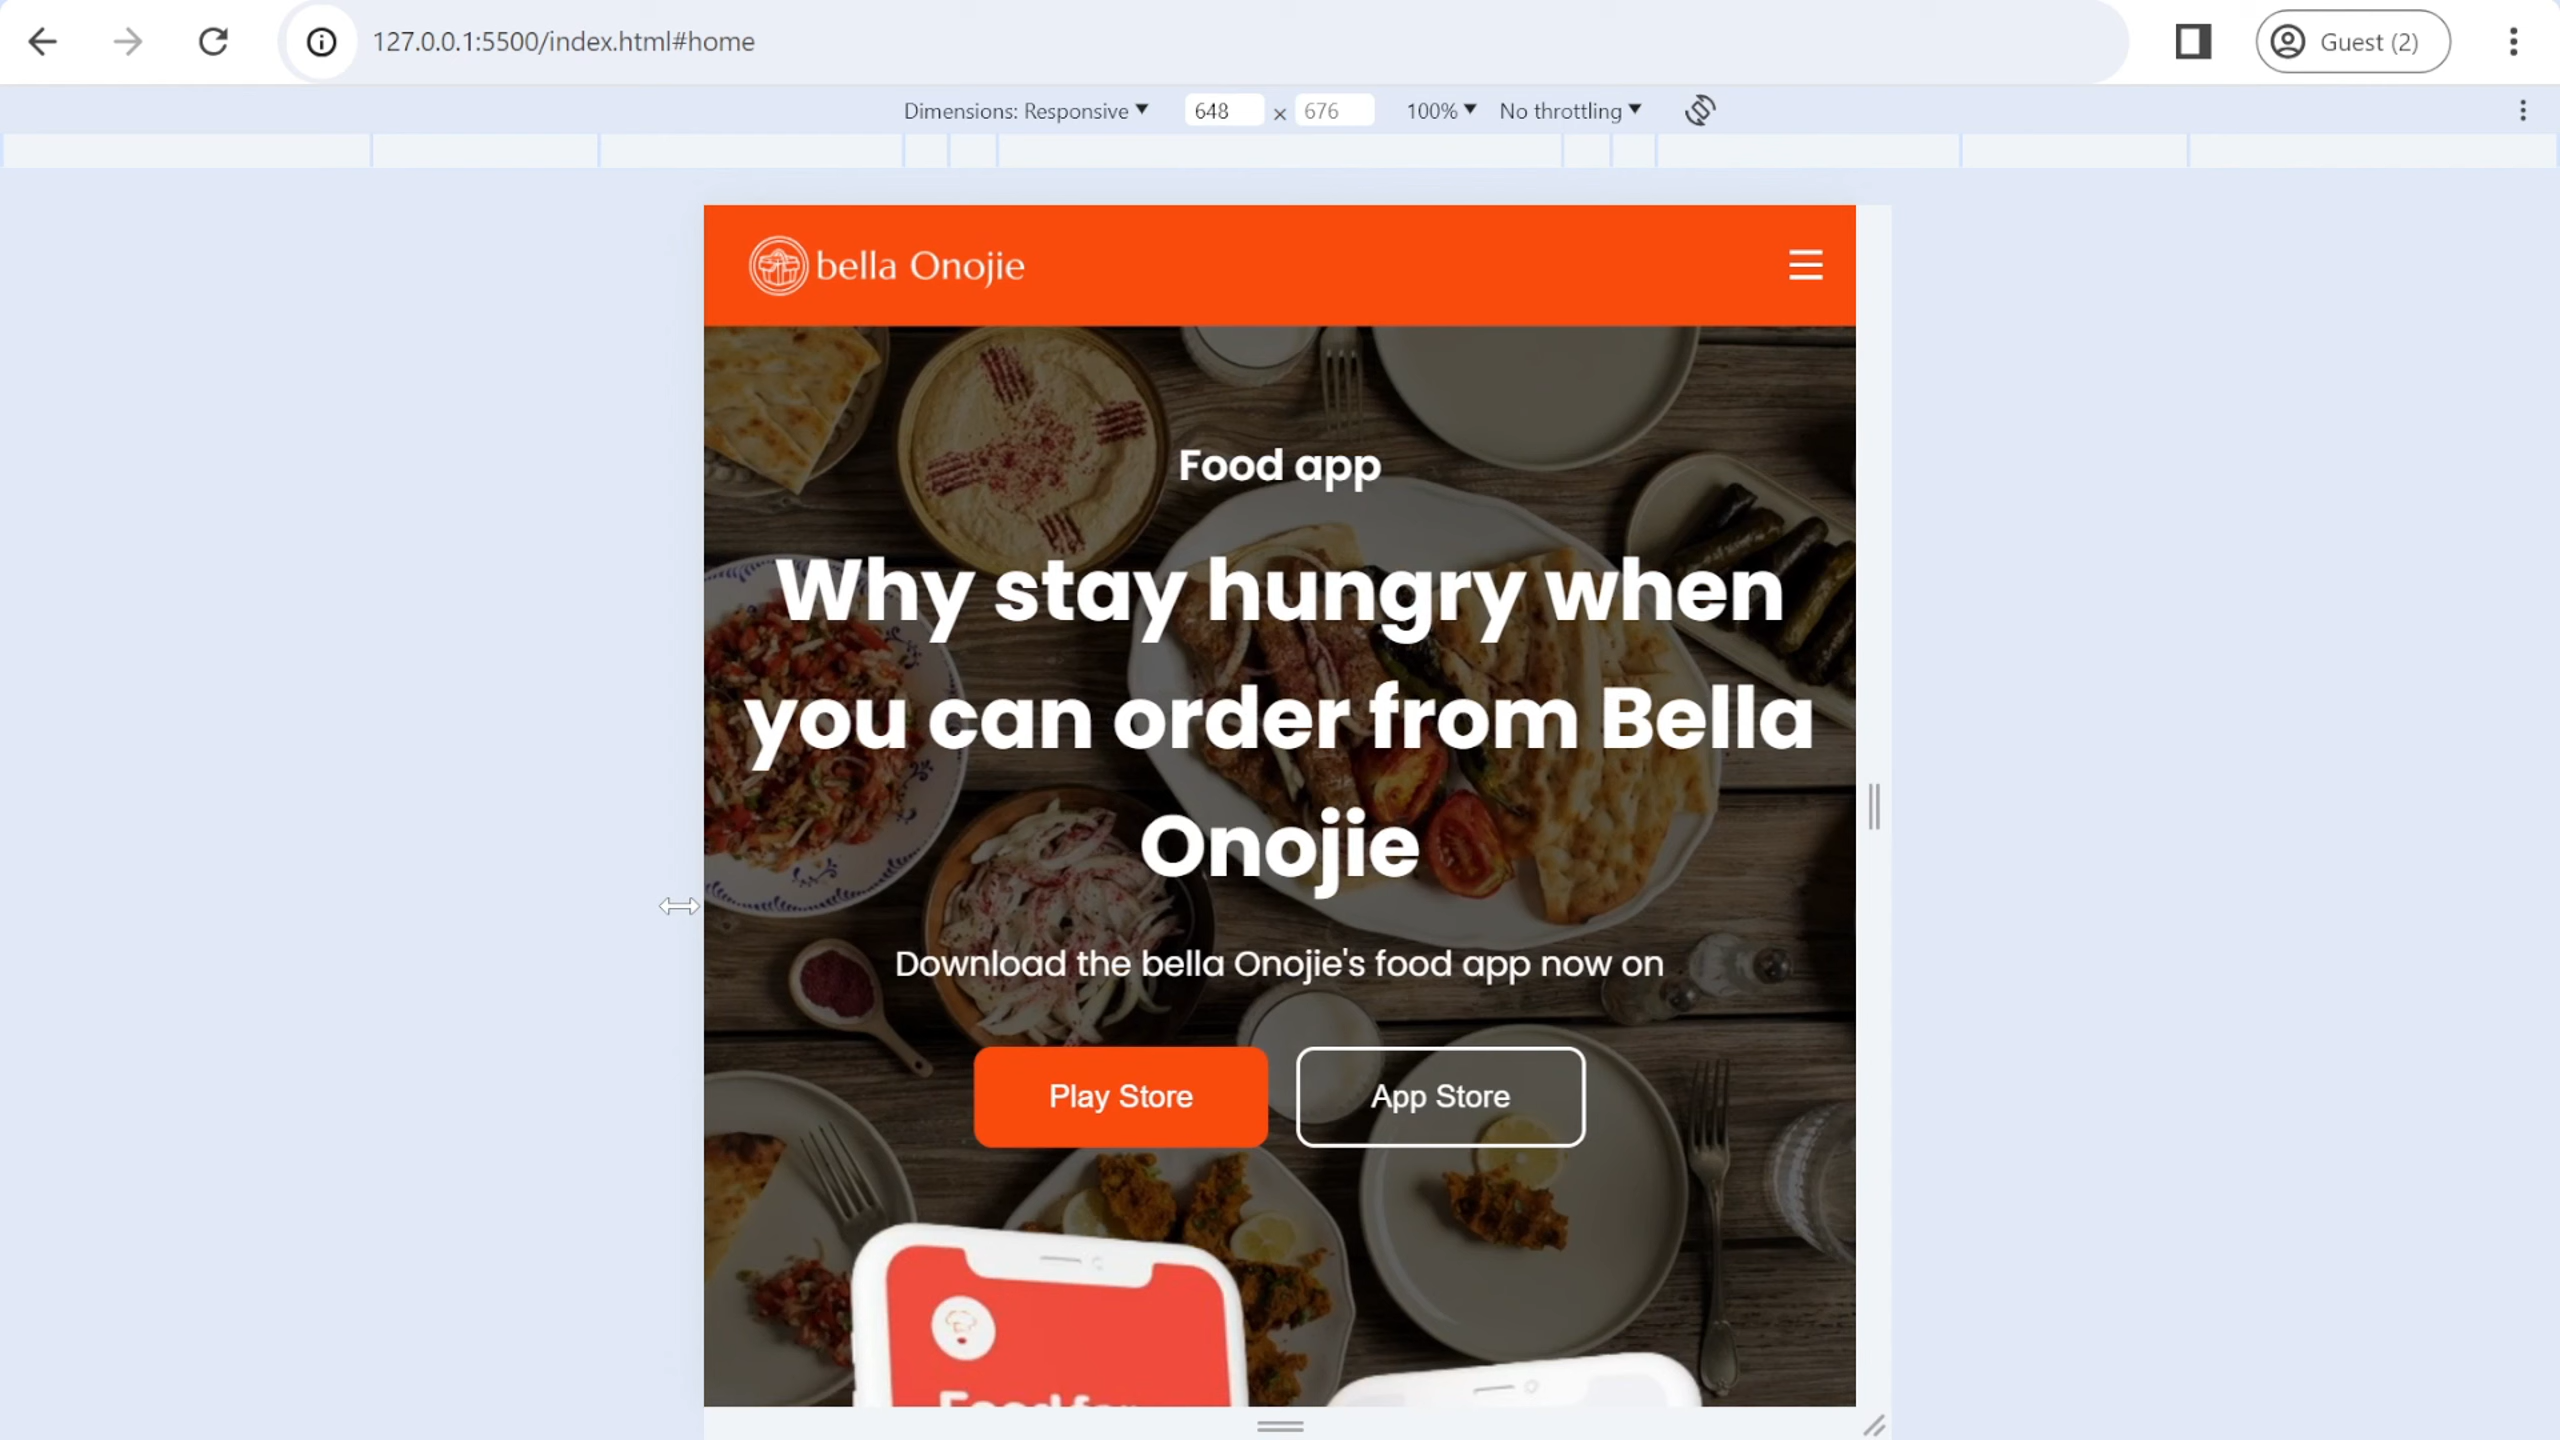 127.0.0.1:5500/index.html#home
Guest (2)
Dimensions: Responsive
648 × 676
100%
No throttling
bella Onojie
Food app
Why stay hungry when
you can order from Bella
Onojie
Download the bella Onojie's food app now on
Play Store
App Store
Food for